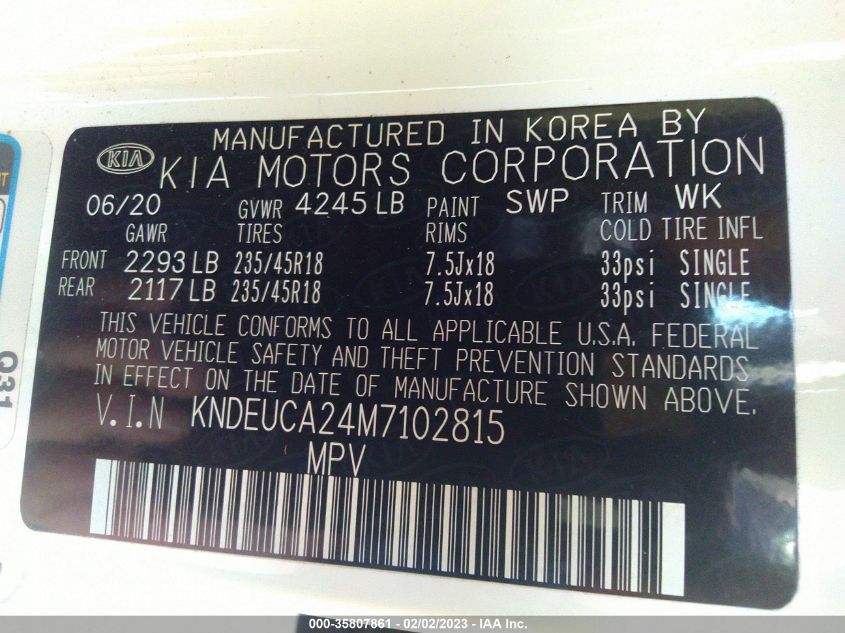 MANUFACTURED IN KOREA BY
KIA KIA MOTORS CORPORATION
06/20 GVWR 4245 LB PAINT SWP TRIM WK
GAWR TIRES RIMS COLD TIRE INFL
FRONT 2293 LB 235/45R18 7.5Jx18 33psi SINGLE
REAR 2117 LB 235/45R18 7.5Jx18 33psi SINGLE
THIS VEHICLE CONFORMS TO ALL APPLICABLE U.S.A. FEDERAL
MOTOR VEHICLE SAFETY AND THEFT PREVENTION STANDARDS
IN EFFECT ON THE DATE OF MANUFACTURE SHOWN ABOVE.
V.I.N KNDEUCA24M7102815
MPV
Q31
000-35807861 - 02/02/2023 - IAA Inc.